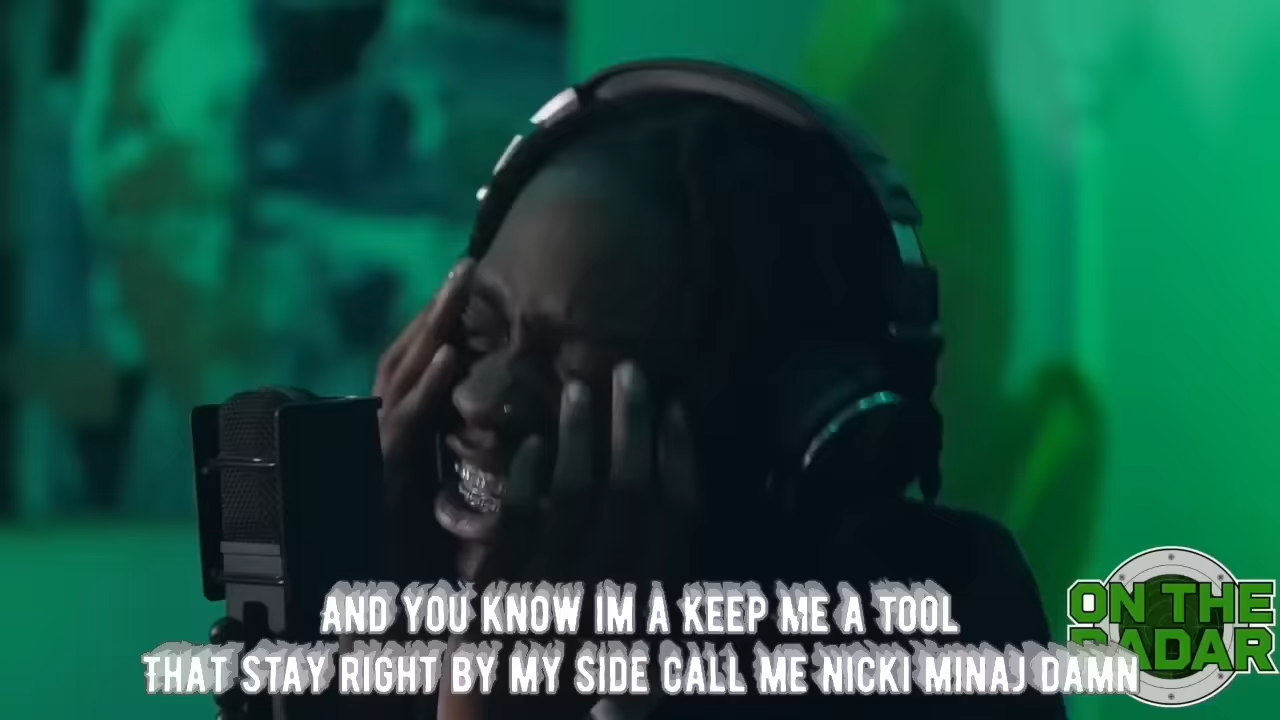 AND YOU KNOW IM A KEEP ME A TOOL
THAT STAY RIGHT BY MY SIDE CALL ME NICKI MINAJ DAMN
ON THE
RADAR